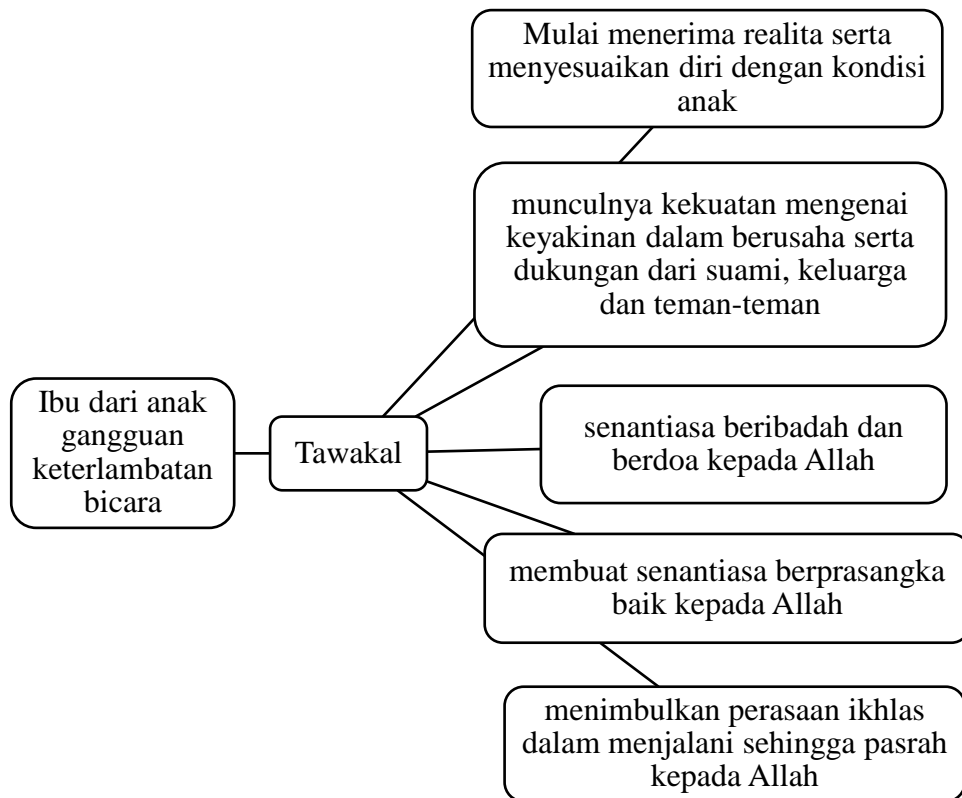 Mulai menerima realita serta
menyesuaikan diri dengan kondisi
anak
munculnya kekuatan mengenai
keyakinan dalam berusaha serta
dukungan dari suami, keluarga
dan teman-teman
Ibu dari anak
gangguan
keterlambatan
bicara
Tawakal
senantiasa beribadah dan
berdoa kepada Allah
membuat senantiasa berprasangka
baik kepada Allah
menimbulkan perasaan ikhlas
dalam menjalani sehingga pasrah
kepada Allah